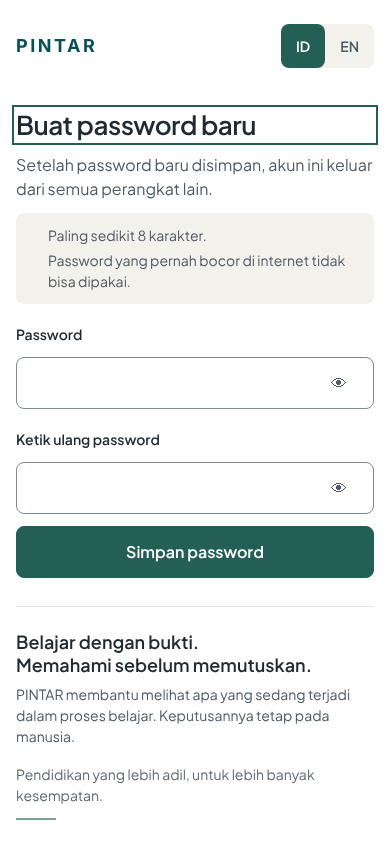 PINTAR
ID EN
Buat password baru
Setelah password baru disimpan, akun ini keluar
dari semua perangkat lain.
Paling sedikit 8 karakter.
Password yang pernah bocor di internet tidak
bisa dipakai.
Password
Ketik ulang password
Simpan password
Belajar dengan bukti.
Memahami sebelum memutuskan.
PINTAR membantu melihat apa yang sedang terjadi
dalam proses belajar. Keputusannya tetap pada
manusia.
Pendidikan yang lebih adil, untuk lebih banyak
kesempatan.